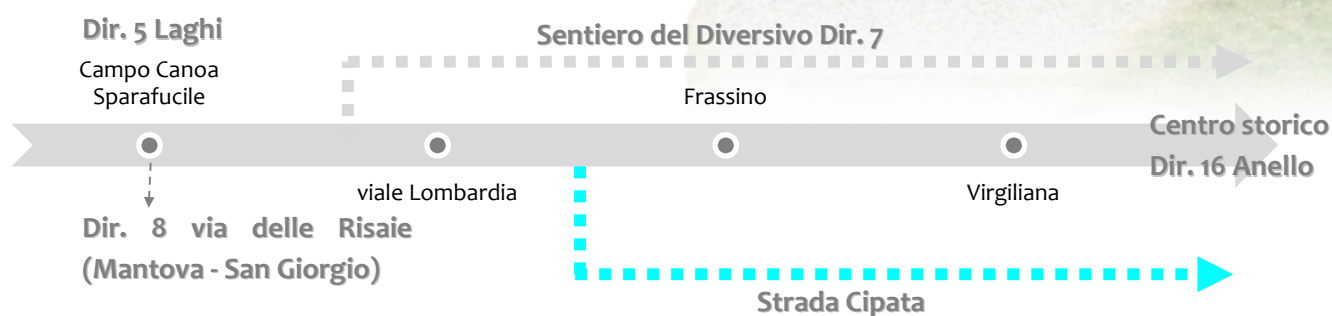 Dir. 5 Laghi
Sentiero del Diversivo Dir. 7
Campo Canoa
Sparafucile
Frassino
Centro storico
Dir. 16 Anello
viale Lombardia
Virgiliana
Dir. 8 via delle Risaie
(Mantova - San Giorgio)
Strada Cipata